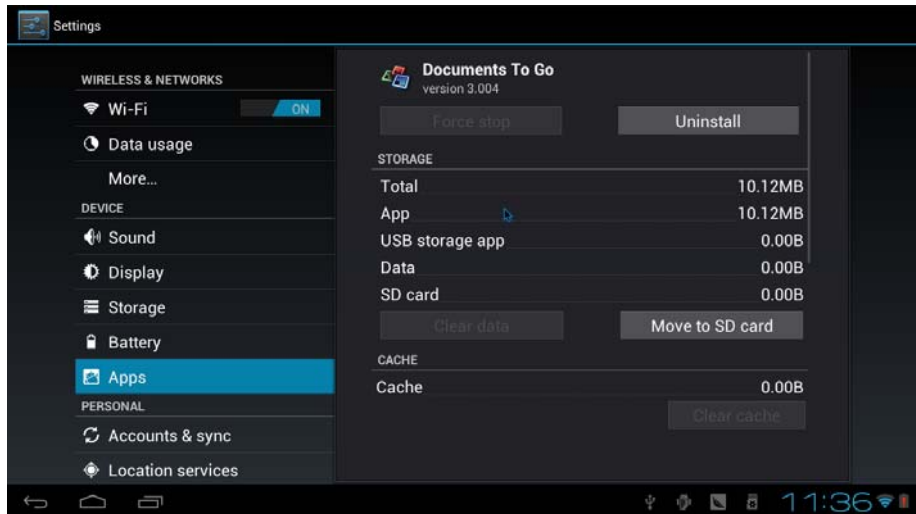 Settings
WIRELESS & NETWORKS
Wi-Fi
ON
Data usage
More...
DEVICE
Sound
Display
Storage
Battery
Apps
PERSONAL
Accounts & sync
Location services
Documents To Go
version 3.004
Force stop
Uninstall
STORAGE
Total 10.12MB
App 10.12MB
USB storage app 0.00B
Data 0.00B
SD card 0.00B
Clear data
Move to SD card
CACHE
Cache 0.00B
Clear cache
11:36